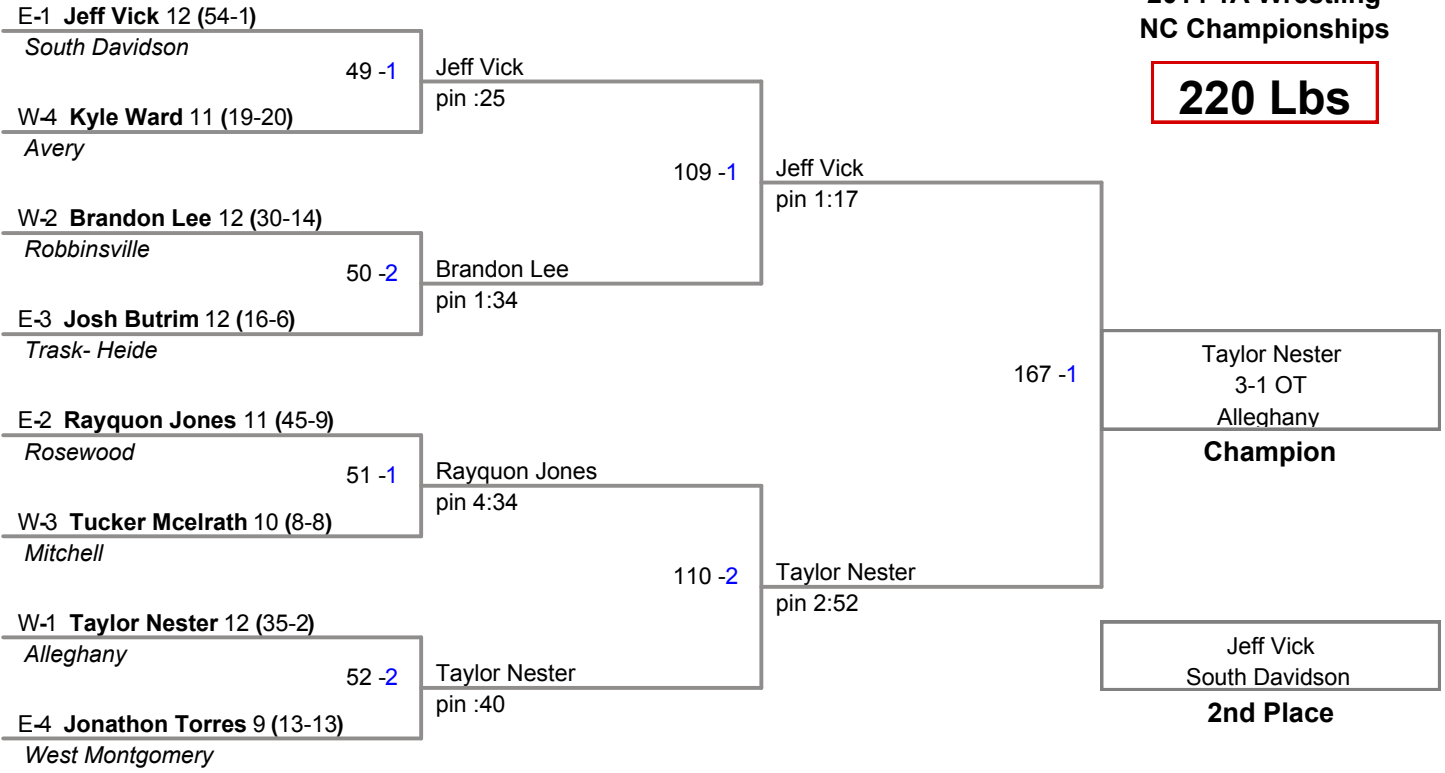 E-1 Jeff Vick 12 (54-1)
South Davidson
49 -1
Jeff Vick
pin :25
W-4 Kyle Ward 11 (19-20)
Avery
109 -1
Jeff Vick
pin 1:17
W-2 Brandon Lee 12 (30-14)
Robbinsville
50 -2
Brandon Lee
pin 1:34
E-3 Josh Butrim 12 (16-6)
Trask- Heide
167 -1
Taylor Nester
3-1 OT
Alleghany
Champion
E-2 Rayquon Jones 11 (45-9)
Rosewood
51 -1
Rayquon Jones
pin 4:34
W-3 Tucker Mcelrath 10 (8-8)
Mitchell
110 -2
Taylor Nester
pin 2:52
W-1 Taylor Nester 12 (35-2)
Alleghany
52 -2
Taylor Nester
pin :40
E-4 Jonathon Torres 9 (13-13)
West Montgomery
Jeff Vick
South Davidson
2nd Place
Wrestling
NC Championships
220 Lbs